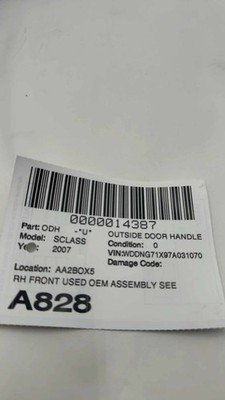 0000014387
Part: ODH -"U" OUTSIDE DOOR HANDLE
Model: SCLASS Condition: 0
2007 VIN:WDDNG71X97A031070
Damage Code:
Location: AA2BOX5
RH FRONT USED OEM ASSEMBLY SEE
A828